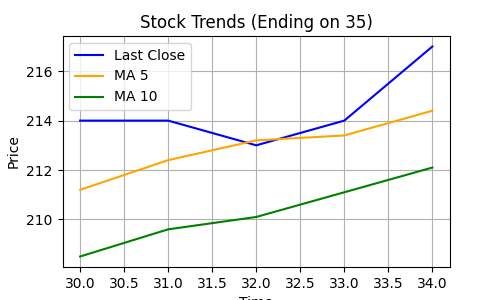 Stock Trends (Ending on 35)
Last Close
MA 5
MA 10
216
214
212
210
Price
30.0 30.5 31.0 31.5 32.0 32.5 33.0 33.5 34.0
Time